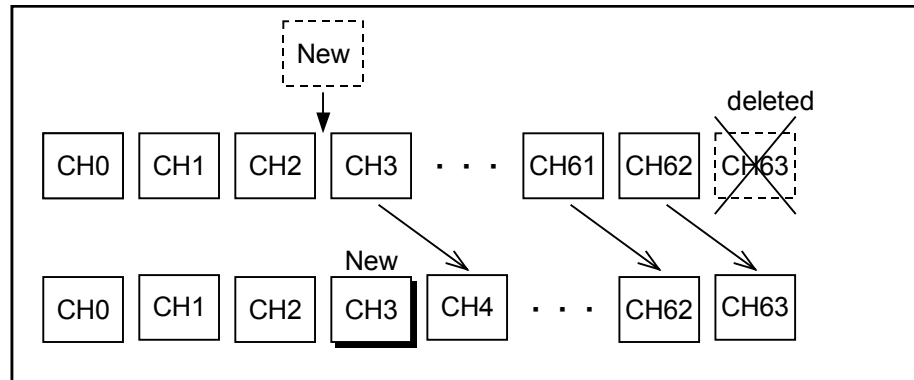 New
deleted
CH0 CH1 CH2 CH3 · · · CH61 CH62 CH63
New
CH0 CH1 CH2 CH3 CH4 · · · CH62 CH63